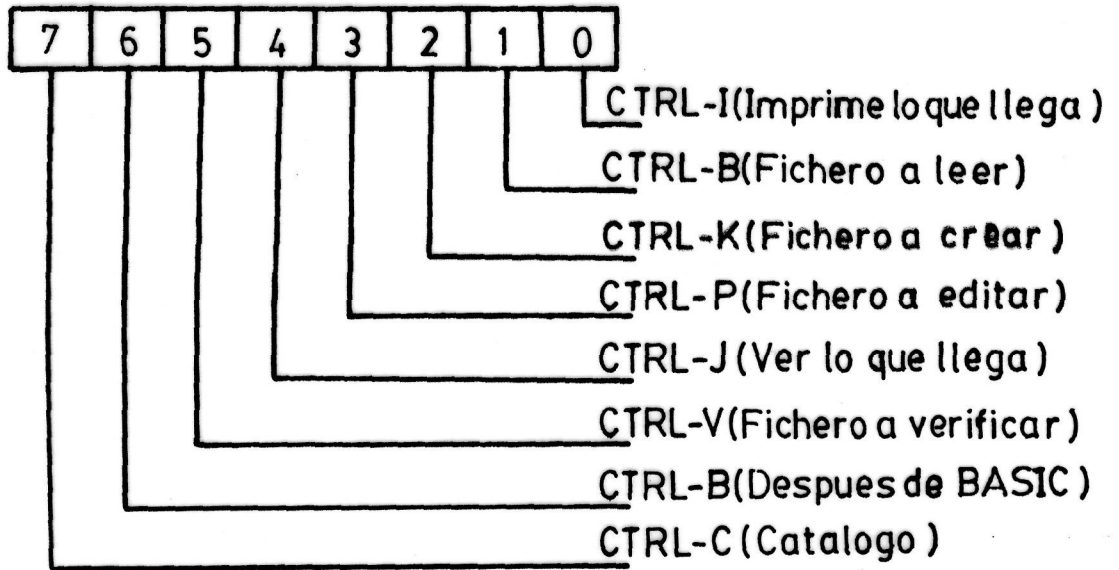 7 6 5 4 3 2 1 0
CTRL-I(Imprime lo que llega)
CTRL-B(Fichero a leer)
CTRL-K(Fichero a crear)
CTRL-P(Fichero a editar)
CTRL-J(Ver lo que llega)
CTRL-V(Fichero a verificar)
CTRL-B(Despues de BASIC)
CTRL-C(Catalogo)